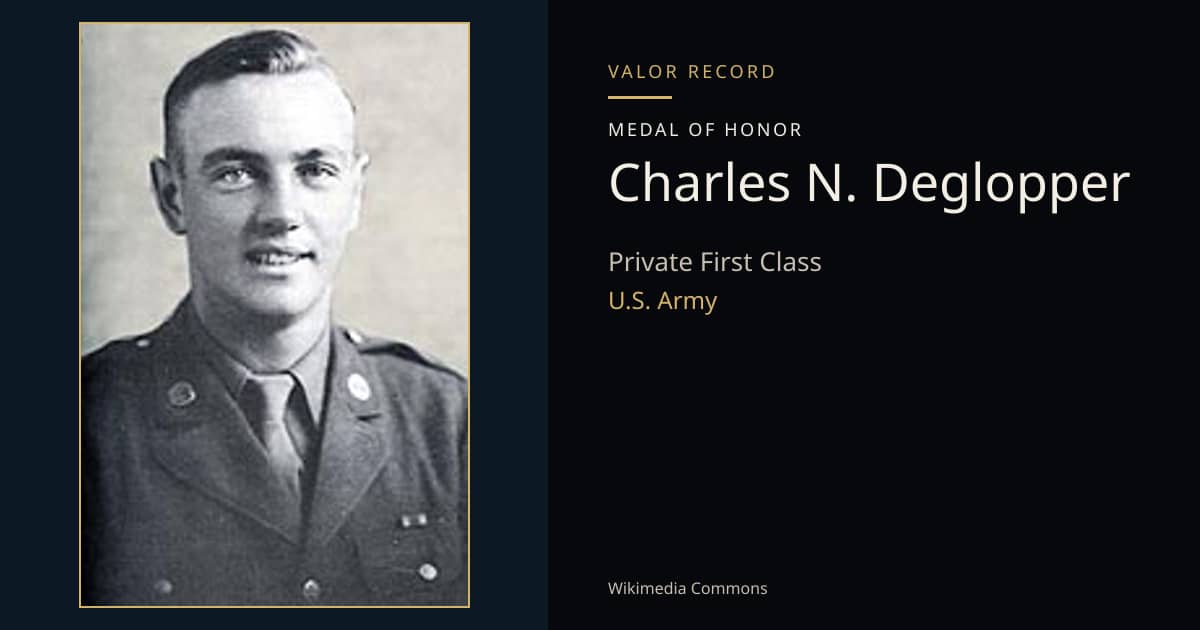 VALOR RECORD
MEDAL OF HONOR
Charles N. Deglopper
Private First Class
U.S. Army
Wikimedia Commons